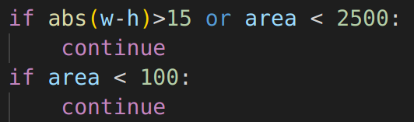 if abs(w-h)>15 or area < 2500:
    continue
if area < 100:
    continue